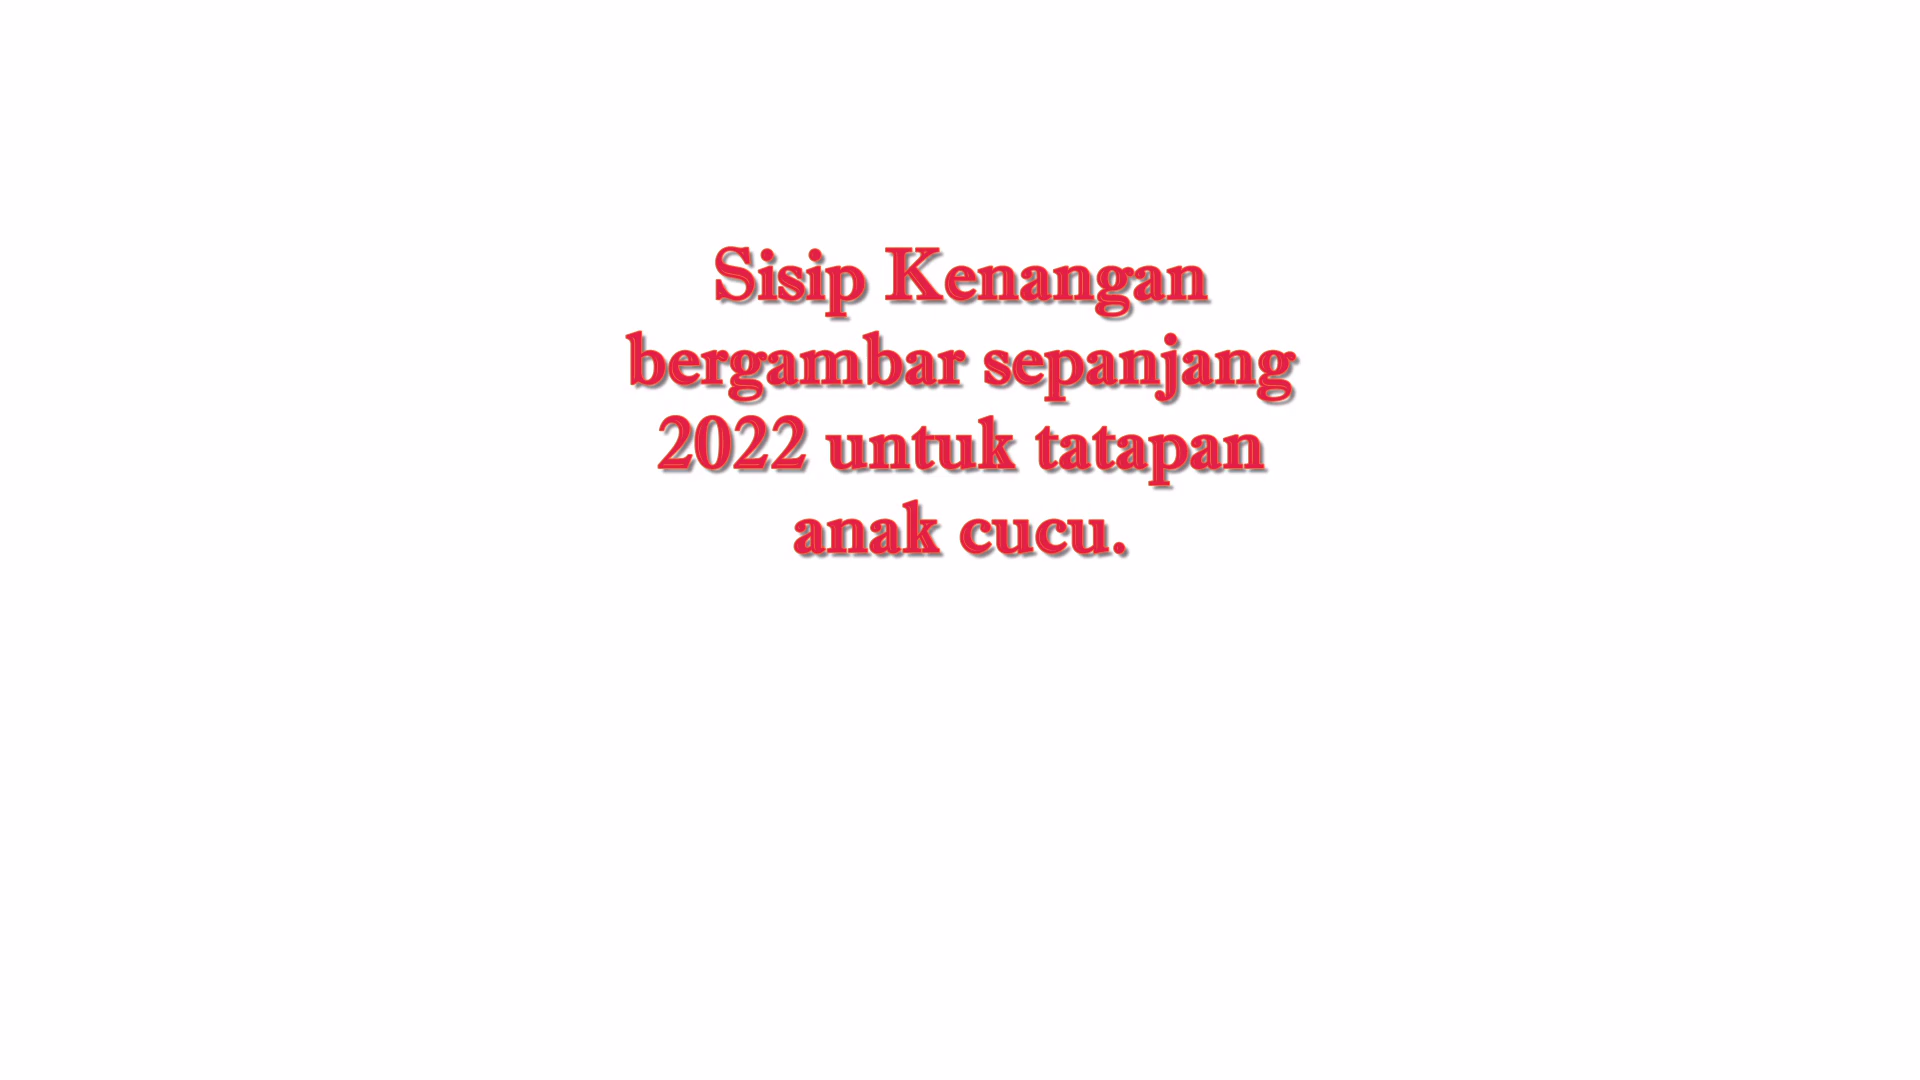 Sisip Kenangan
bergambar sepanjang
2022 untuk tatapan
anak cucu.